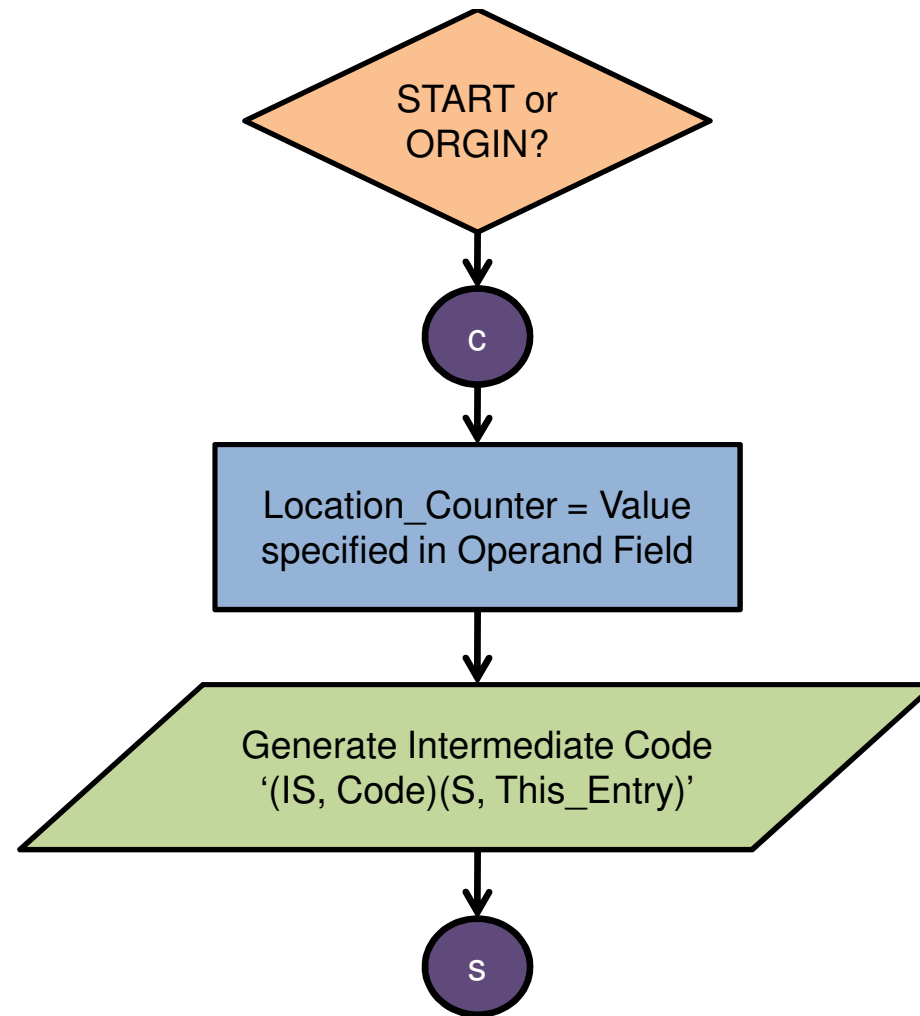 START or
ORGIN?
c
Location_Counter = Value
specified in Operand Field
Generate Intermediate Code
‘(IS, Code)(S, This_Entry)’
s